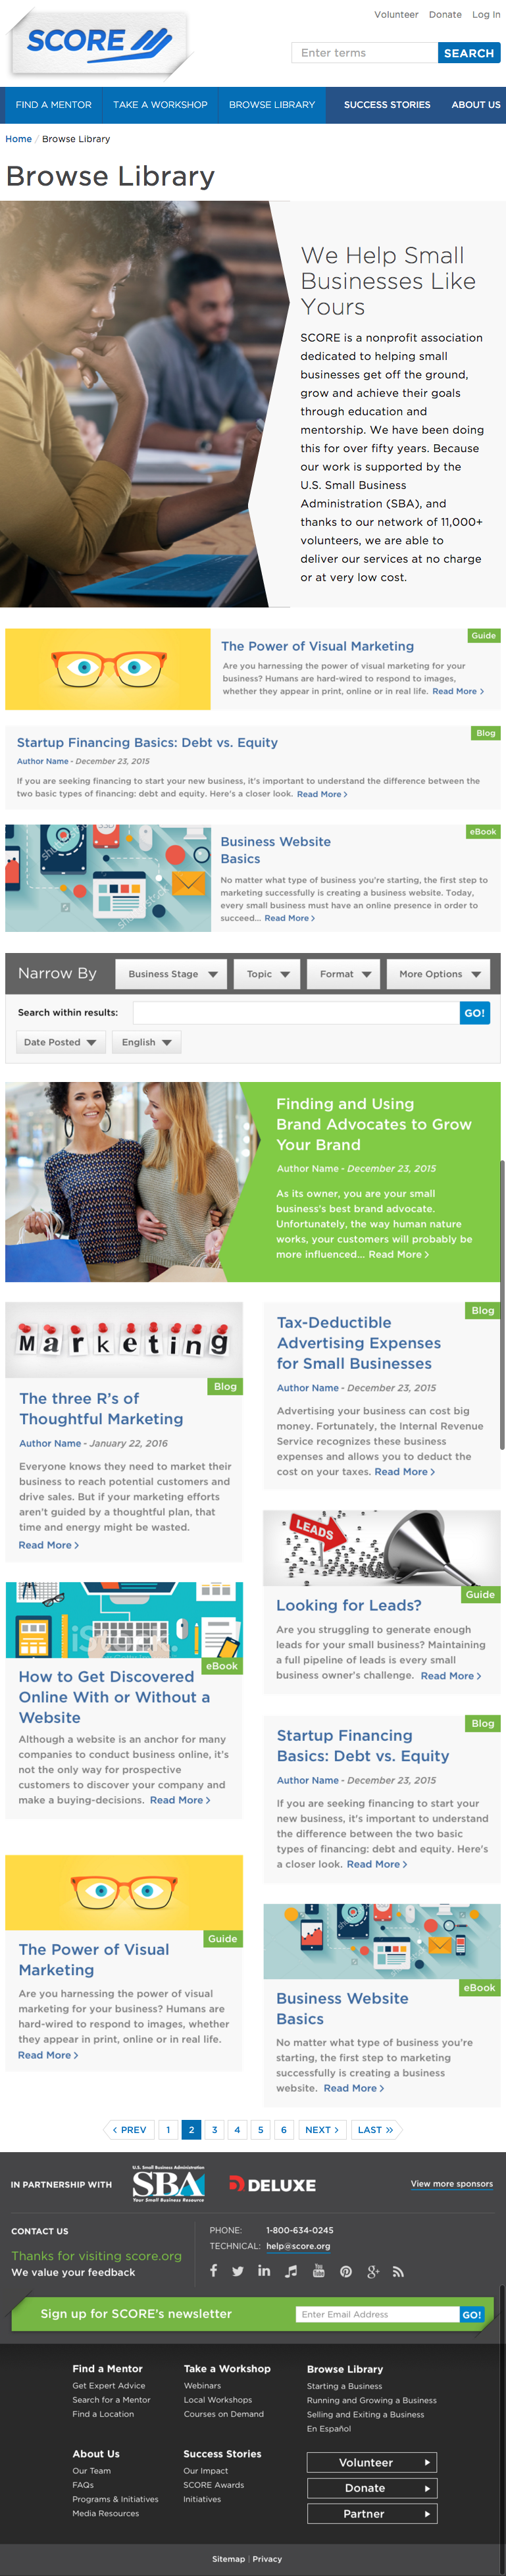 Volunteer Donate Log In
SCORE
Enter terms SEARCH
FIND A MENTOR TAKE A WORKSHOP BROWSE LIBRARY SUCCESS STORIES ABOUT US
Home / Browse Library
Browse Library
We Help Small
Businesses Like
Yours
SCORE is a nonprofit association
dedicated to helping small
businesses get off the ground,
grow and achieve their goals
through education and
mentorship. We have been doing
this for over fifty years. Because
our work is supported by the
U.S. Small Business
Administration (SBA), and
thanks to our network of 11,000+
volunteers, we are able to
deliver our services at no charge
or at very low cost.
Guide
The Power of Visual Marketing
Are you harnessing the power of visual marketing for your
business? Humans are hard-wired to respond to images,
whether they appear in print, online or in real life. Read More >
Blog
Startup Financing Basics: Debt vs. Equity
Author Name - December 23, 2015
If you are seeking financing to start your new business, it's important to understand the difference between the
two basic types of financing: debt and equity. Here's a closer look. Read More >
eBook
Business Website
Basics
No matter what type of business you're starting, the first step to
marketing successfully is creating a business website. Today,
every small business must have an online presence in order to
succeed... Read More >
Narrow By Business Stage Topic Format More Options
Search within results: GO!
Date Posted English
Finding and Using
Brand Advocates to Grow
Your Brand
Author Name - December 23, 2015
As its owner, you are your small
business's best brand advocate.
Unfortunately, the way human nature
works, your customers will probably be
more influenced... Read More >
Marketing
Blog
The three R's of
Thoughtful Marketing
Author Name - January 22, 2016
Everyone knows they need to market their
business to reach potential customers and
drive sales. But if your marketing efforts
aren't guided by a thoughtful plan, that
time and energy might be wasted.
Read More >
Blog
Tax-Deductible
Advertising Expenses
for Small Businesses
Author Name - December 23, 2015
Advertising your business can cost big
money. Fortunately, the Internal Revenue
Service recognizes these business
expenses and allows you to deduct the
cost on your taxes. Read More >
LEADS
Guide
Looking for Leads?
Are you struggling to generate enough
leads for your small business? Maintaining
a full pipeline of leads is every small
business owner's challenge. Read More >
eBook
How to Get Discovered
Online With or Without a
Website
Although a website is an anchor for many
companies to conduct business online, it's
not the only way for prospective
customers to discover your company and
make a buying-decisions. Read More >
Blog
Startup Financing
Basics: Debt vs. Equity
Author Name - December 23, 2015
If you are seeking financing to start your
new business, it's important to understand
the difference between the two basic
types of financing: debt and equity. Here's
a closer look. Read More >
Guide
The Power of Visual
Marketing
Are you harnessing the power of visual
marketing for your business? Humans are
hard-wired to respond to images, whether
they appear in print, online or in real life.
Read More >
eBook
Business Website
Basics
No matter what type of business you're
starting, the first step to marketing
successfully is creating a business
website. Read More >
< PREV 1 2 3 4 5 6 NEXT > LAST >>
IN PARTNERSHIP WITH
U.S. Small Business Administration
SBA
Your Small Business Resource
DELUXE
View more sponsors
CONTACT US
Thanks for visiting score.org
We value your feedback
PHONE: 1-800-634-0245
TECHNICAL: help@score.org
Sign up for SCORE's newsletter Enter Email Address GO!
Find a Mentor
Get Expert Advice
Search for a Mentor
Find a Location
Take a Workshop
Webinars
Local Workshops
Courses on Demand
Browse Library
Starting a Business
Running and Growing a Business
Selling and Exiting a Business
En Español
About Us
Our Team
FAQs
Programs & Initiatives
Media Resources
Success Stories
Our Impact
SCORE Awards
Initiatives
Volunteer
Donate
Partner
Sitemap | Privacy